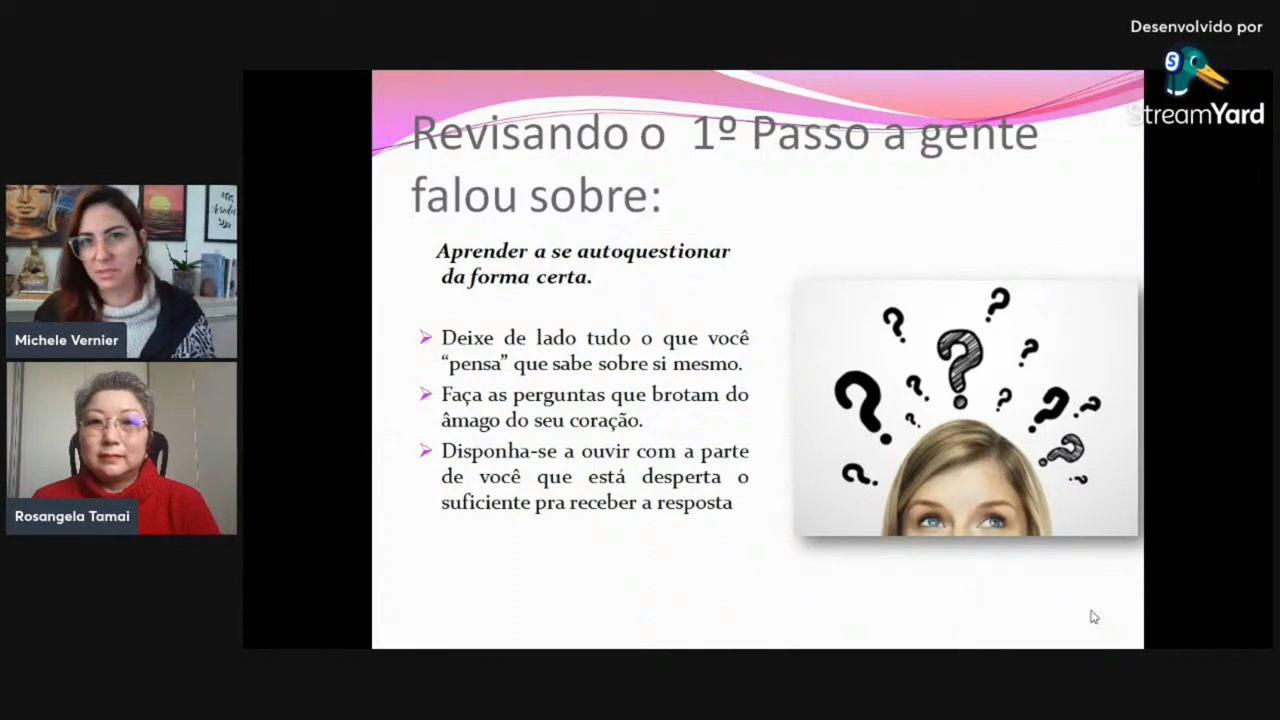 Desenvolvido por
S
StreamYard
Revisando o 1º Passo a gente
falou sobre:
Aprender a se autoquestionar
da forma certa.
Deixe de lado tudo o que você
“pensa” que sabe sobre si mesmo.
Faça as perguntas que brotam do
âmago do seu coração.
Disponha-se a ouvir com a parte
de você que está desperta o
suficiente pra receber a resposta
Michele Vernier
Rosangela Tamai